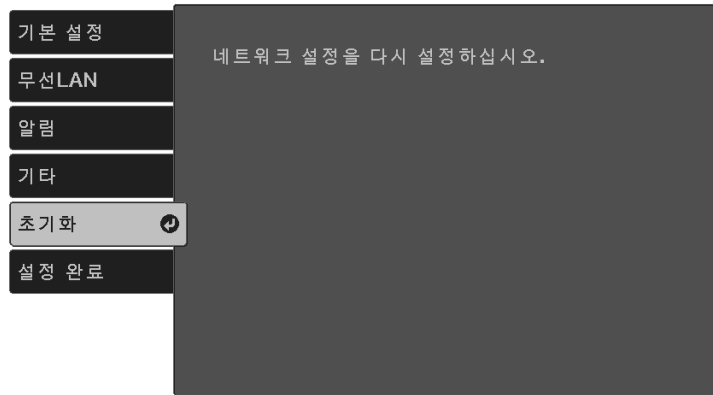 기본 설정
무선LAN
알림
기타
초기화
설정 완료
네트워크 설정을 다시 설정하십시오.